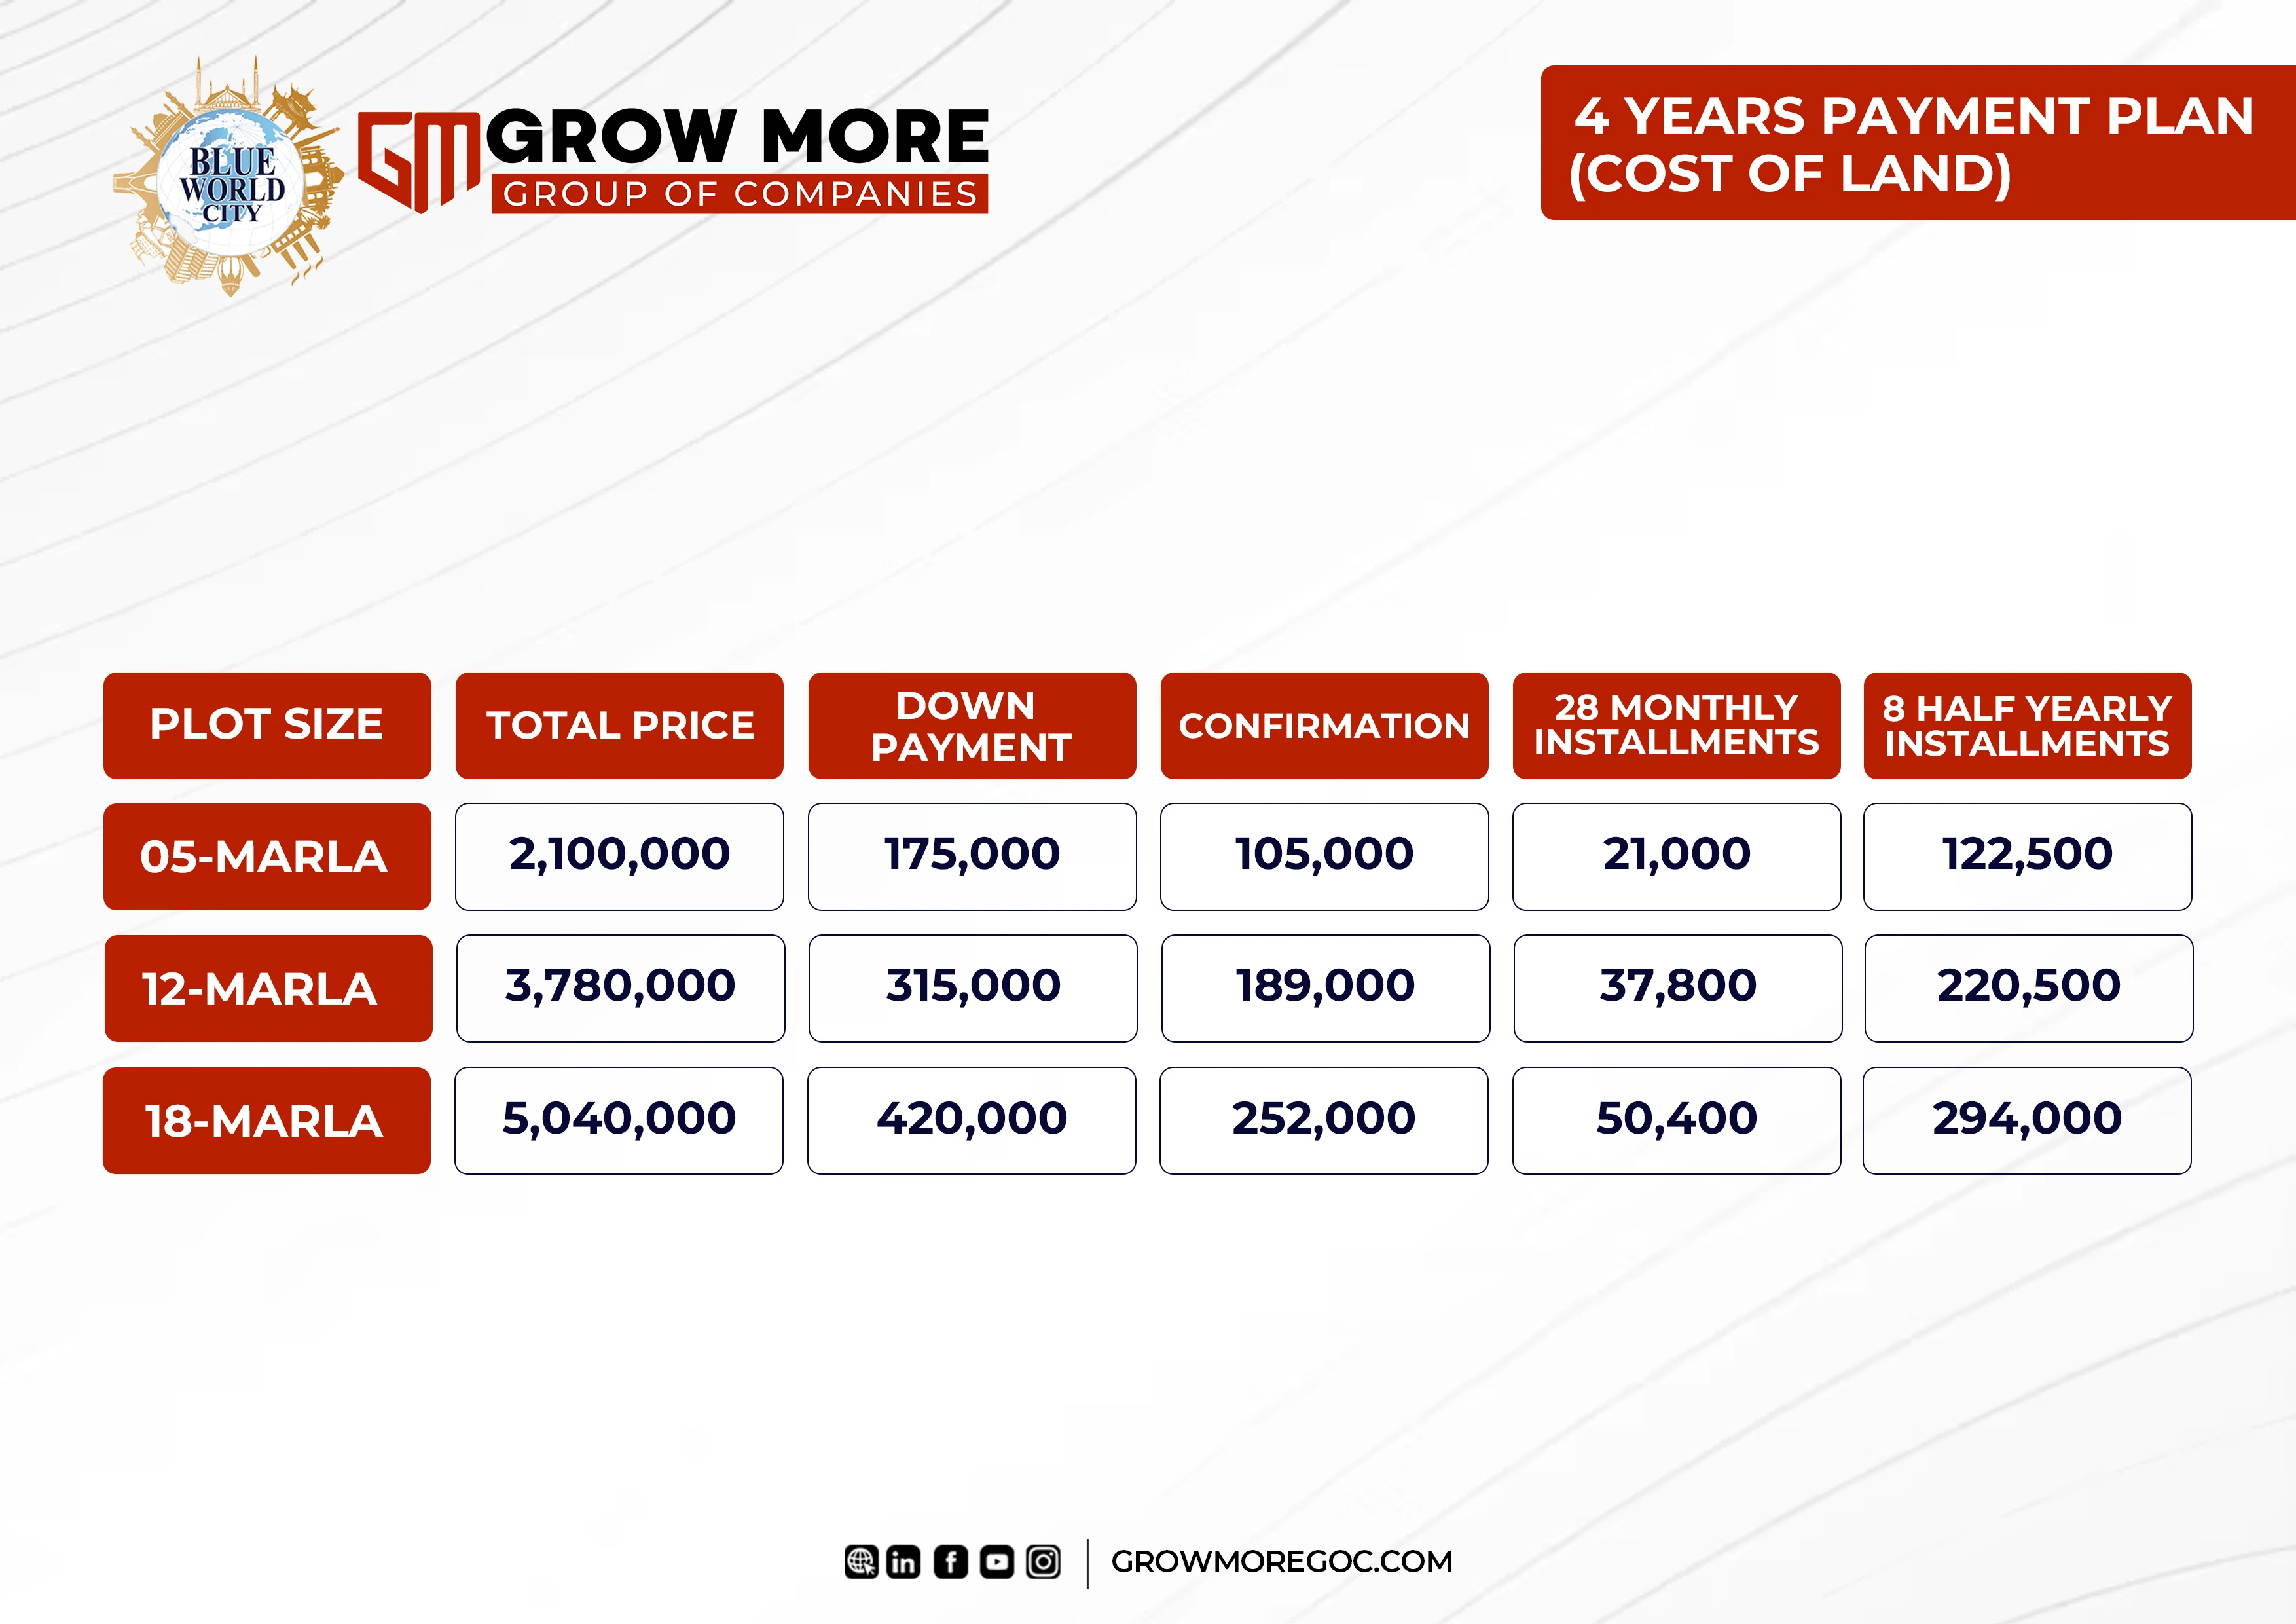 BLUE
WORLD
CITY
GM GROW MORE
GROUP OF COMPANIES
4 YEARS PAYMENT PLAN
(COST OF LAND)
PLOT SIZE
TOTAL PRICE
DOWN
PAYMENT
CONFIRMATION
28 MONTHLY
INSTALLMENTS
8 HALF YEARLY
INSTALLMENTS
05-MARLA 2,100,000 175,000 105,000 21,000 122,500
12-MARLA 3,780,000 315,000 189,000 37,800 220,500
18-MARLA 5,040,000 420,000 252,000 50,400 294,000
GROWMOREGOC.COM